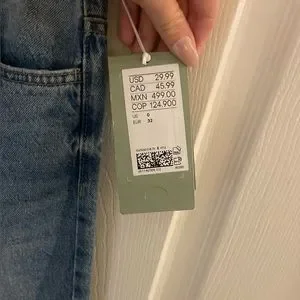 USD 29.99
CAD 45.99
MXN 499.00
COP 124.900
US 0
EUR 32